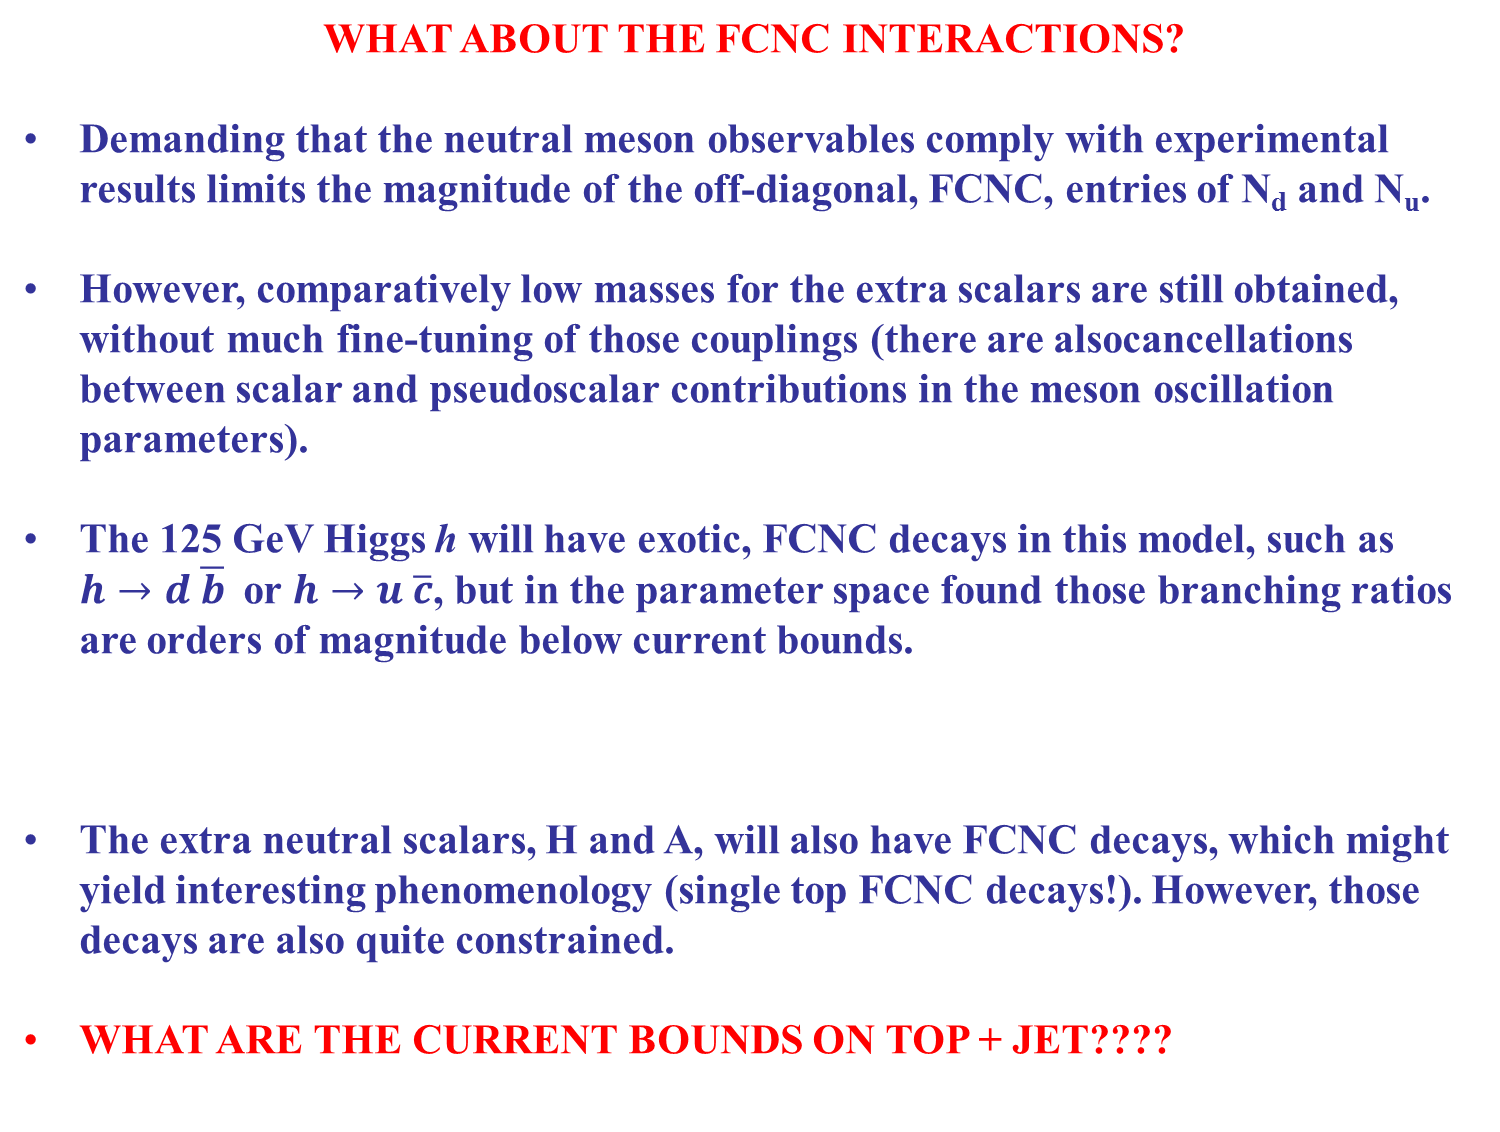 WHAT ABOUT THE FCNC INTERACTIONS?
• Demanding that the neutral meson observables comply with experimental
results limits the magnitude of the off-diagonal, FCNC, entries of N_d and N_u.
• However, comparatively low masses for the extra scalars are still obtained,
without much fine-tuning of those couplings (there are alsocancellations
between scalar and pseudoscalar contributions in the meson oscillation
parameters).
• The 125 GeV Higgs h will have exotic, FCNC decays in this model, such as
h → d b̅ or h → u c̅, but in the parameter space found those branching ratios
are orders of magnitude below current bounds.
• The extra neutral scalars, H and A, will also have FCNC decays, which might
yield interesting phenomenology (single top FCNC decays!). However, those
decays are also quite constrained.
• WHAT ARE THE CURRENT BOUNDS ON TOP + JET????